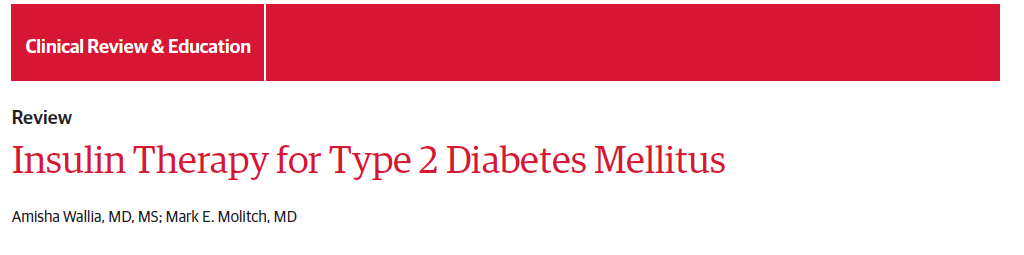 Clinical Review & Education
Review
Insulin Therapy for Type 2 Diabetes Mellitus
Amisha Wallia, MD, MS; Mark E. Molitch, MD